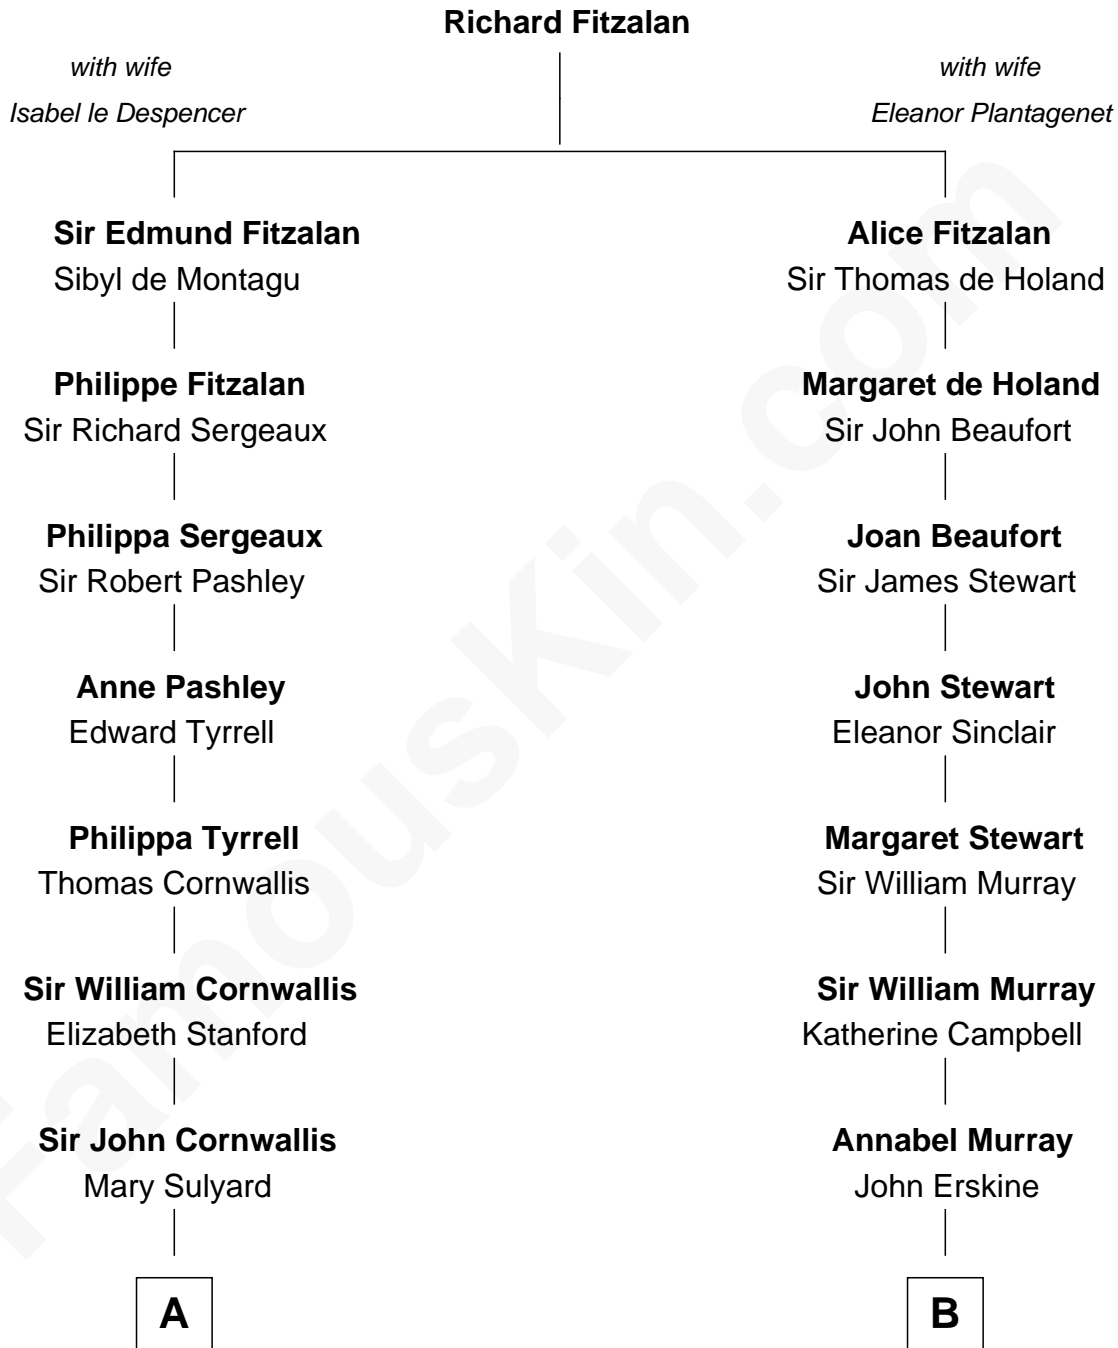 Richard Fitzalan
with wife
Isabel le Despencer
with wife
Eleanor Plantagenet
Sir Edmund Fitzalan
Sibyl de Montagu
Alice Fitzalan
Sir Thomas de Holand
Philippe Fitzalan
Sir Richard Sergeaux
Margaret de Holand
Sir John Beaufort
Philippa Sergeaux
Sir Robert Pashley
Joan Beaufort
Sir James Stewart
Anne Pashley
Edward Tyrrell
John Stewart
Eleanor Sinclair
Philippa Tyrrell
Thomas Cornwallis
Margaret Stewart
Sir William Murray
Sir William Cornwallis
Elizabeth Stanford
Sir William Murray
Katherine Campbell
Sir John Cornwallis
Mary Sulyard
Annabel Murray
John Erskine
A
B
FamousKin.com